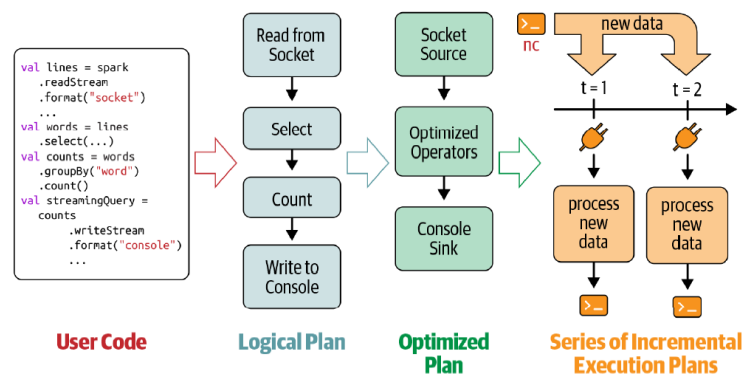 val lines = spark
.readStream
.format("socket")
...
val words = lines
.select(...)
val counts = words
.groupBy("word")
.count()
val streamingQuery =
counts
.writeStream
.format("console")
...
User Code
Read from
Socket
Select
Count
Write to
Console
Logical Plan
Socket
Source
Optimized
Operators
Console
Sink
Optimized
Plan
>_
nc
new data
t = 1
t = 2
process
new
data
process
new
data
>_
>_
Series of Incremental
Execution Plans